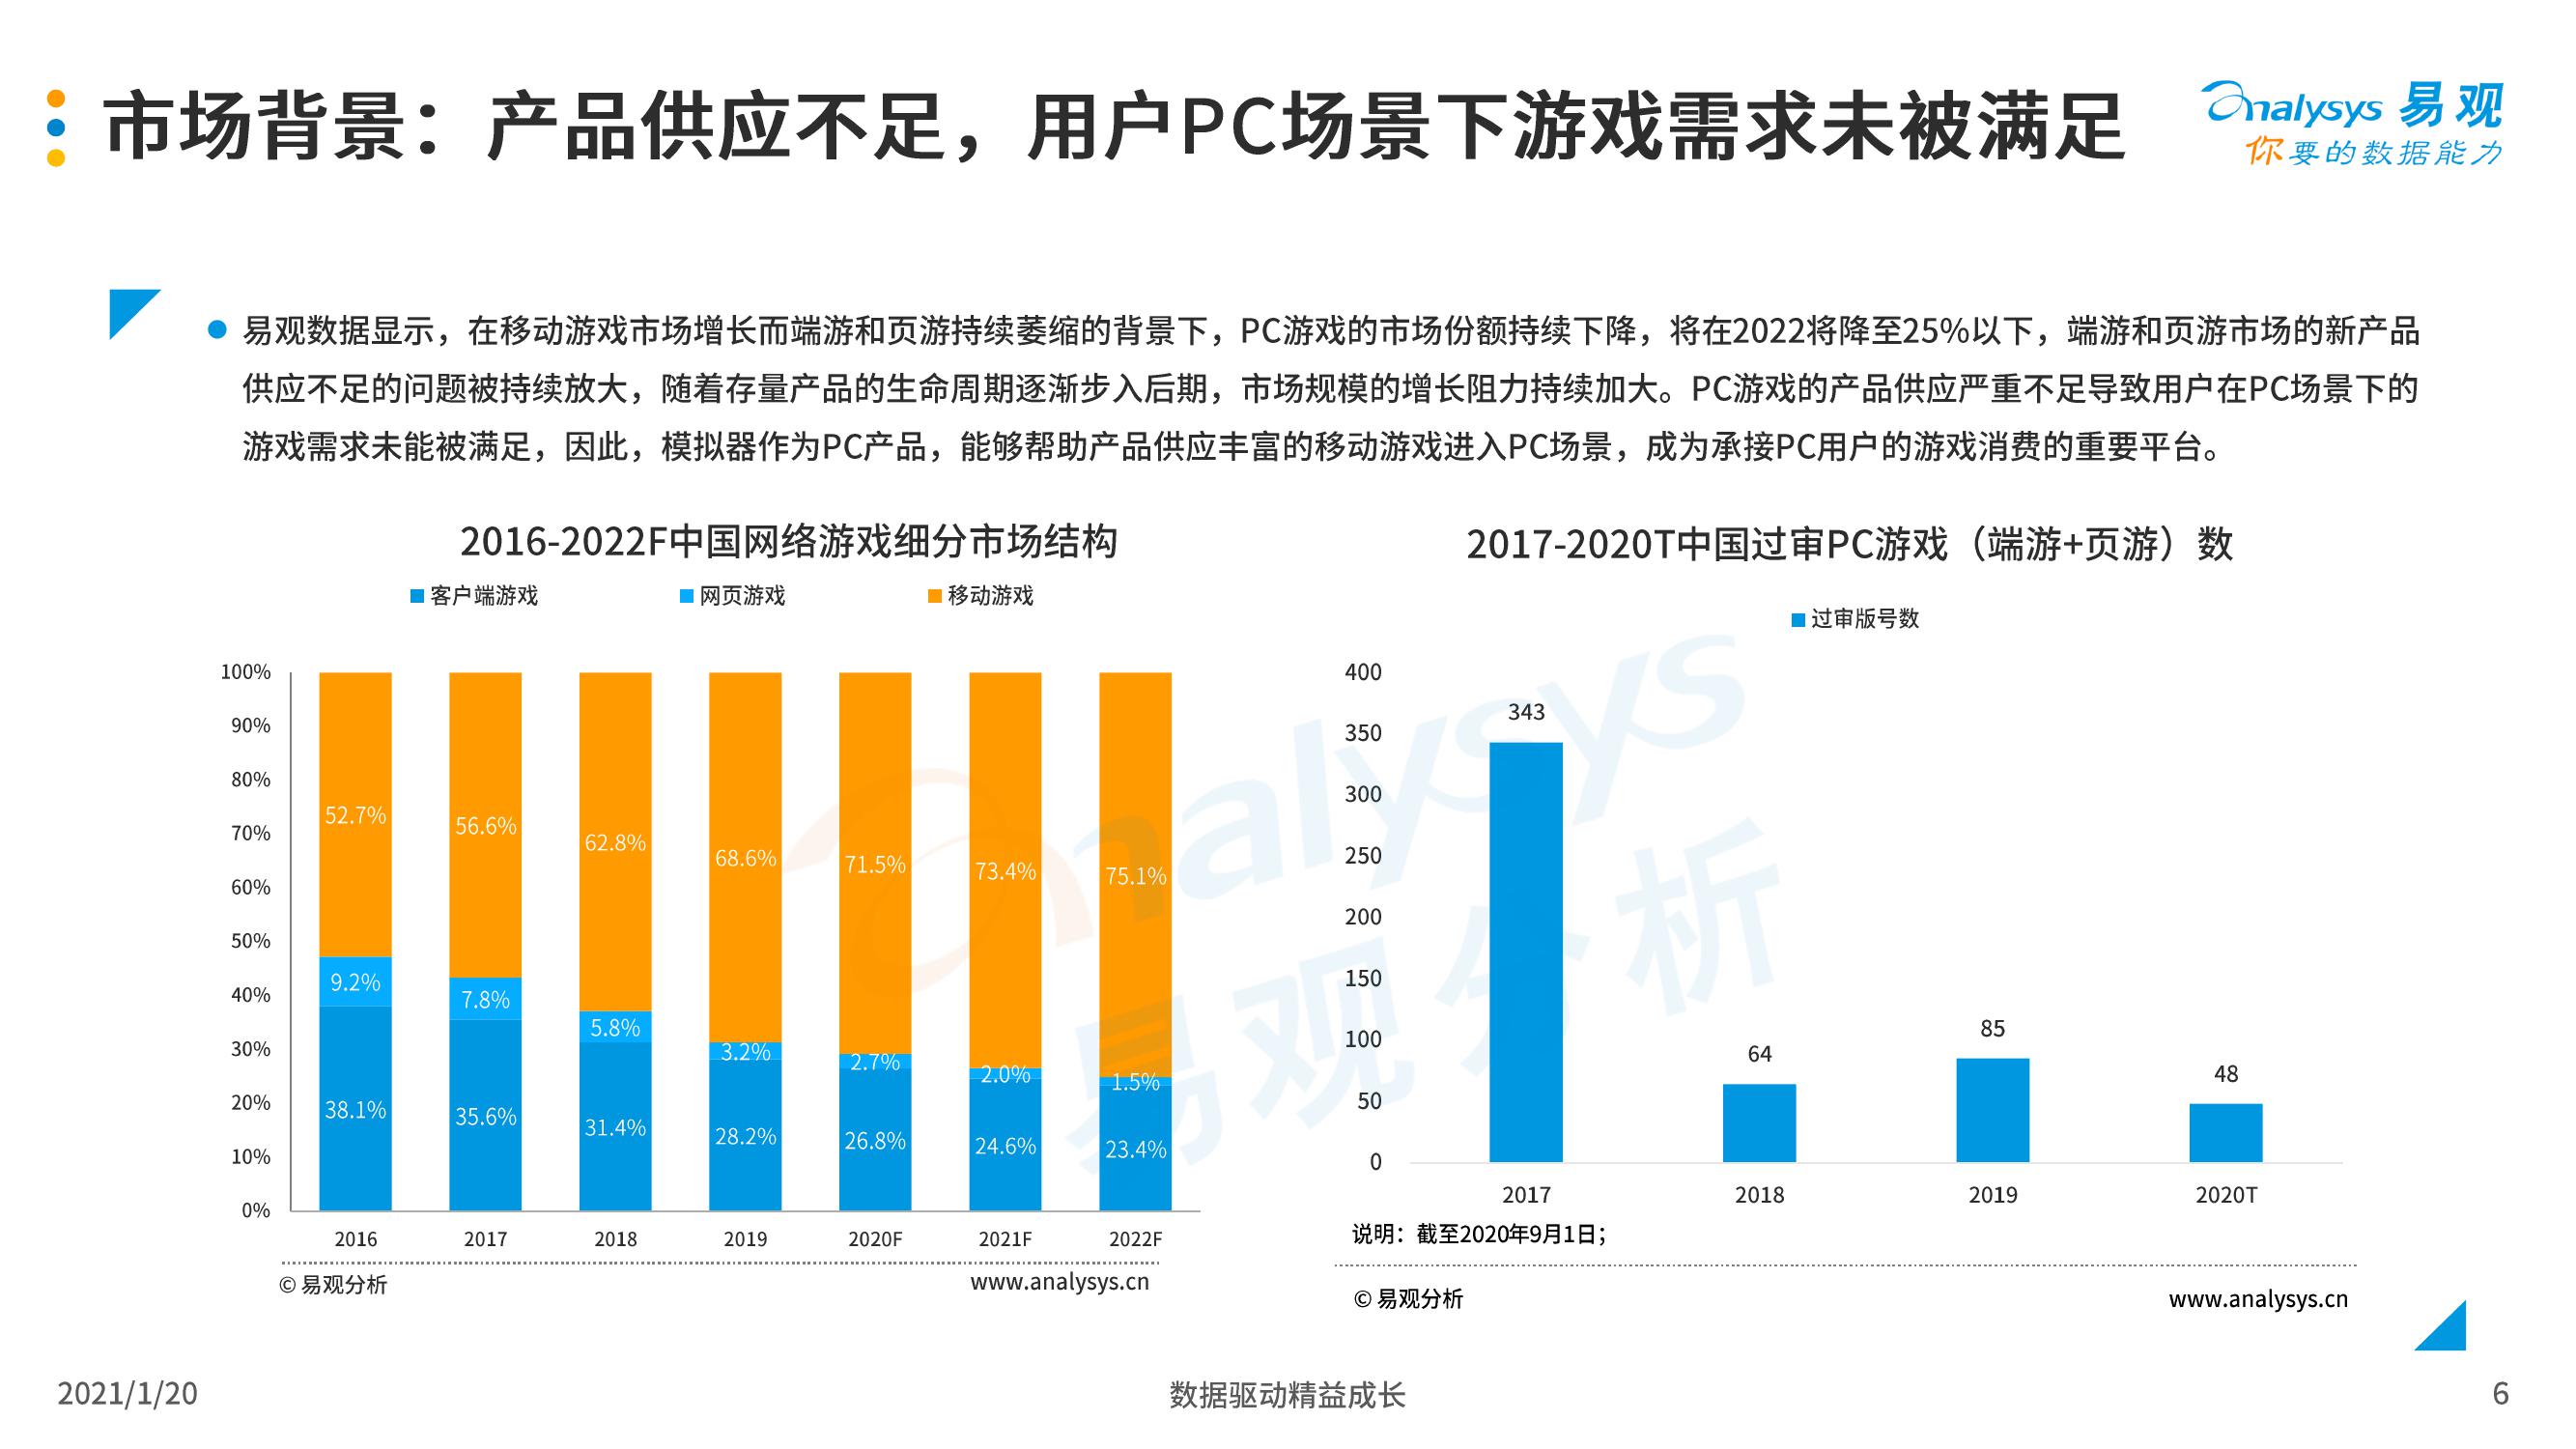 市场背景：产品供应不足，用户PC场景下游戏需求未被满足
analysys 易观
你要的数据能力
易观数据显示，在移动游戏市场增长而端游和页游持续萎缩的背景下，PC游戏的市场份额持续下降，将在2022将降至25%以下，端游和页游市场的新产品
供应不足的问题被持续放大，随着存量产品的生命周期逐渐步入后期，市场规模的增长阻力持续加大。PC游戏的产品供应严重不足导致用户在PC场景下的
游戏需求未能被满足，因此，模拟器作为PC产品，能够帮助产品供应丰富的移动游戏进入PC场景，成为承接PC用户的游戏消费的重要平台。
2016-2022F中国网络游戏细分市场结构
客户端游戏 网页游戏 移动游戏
100%
90%
80%
70%
60%
50%
40%
30%
20%
10%
0%
52.7% 56.6% 62.8% 68.6% 71.5% 73.4% 75.1%
9.2% 7.8% 5.8% 3.2% 2.7% 2.0% 1.5%
38.1% 35.6% 31.4% 28.2% 26.8% 24.6% 23.4%
2016 2017 2018 2019 2020F 2021F 2022F
© 易观分析 www.analysys.cn
2017-2020T中国过审PC游戏（端游+页游）数
过审版号数
400
350
300
250
200
150
100
50
0
343 64 85 48
2017 2018 2019 2020T
说明：截至2020年9月1日；
© 易观分析 www.analysys.cn
analysys
易观分析
2021/1/20 数据驱动精益成长 6